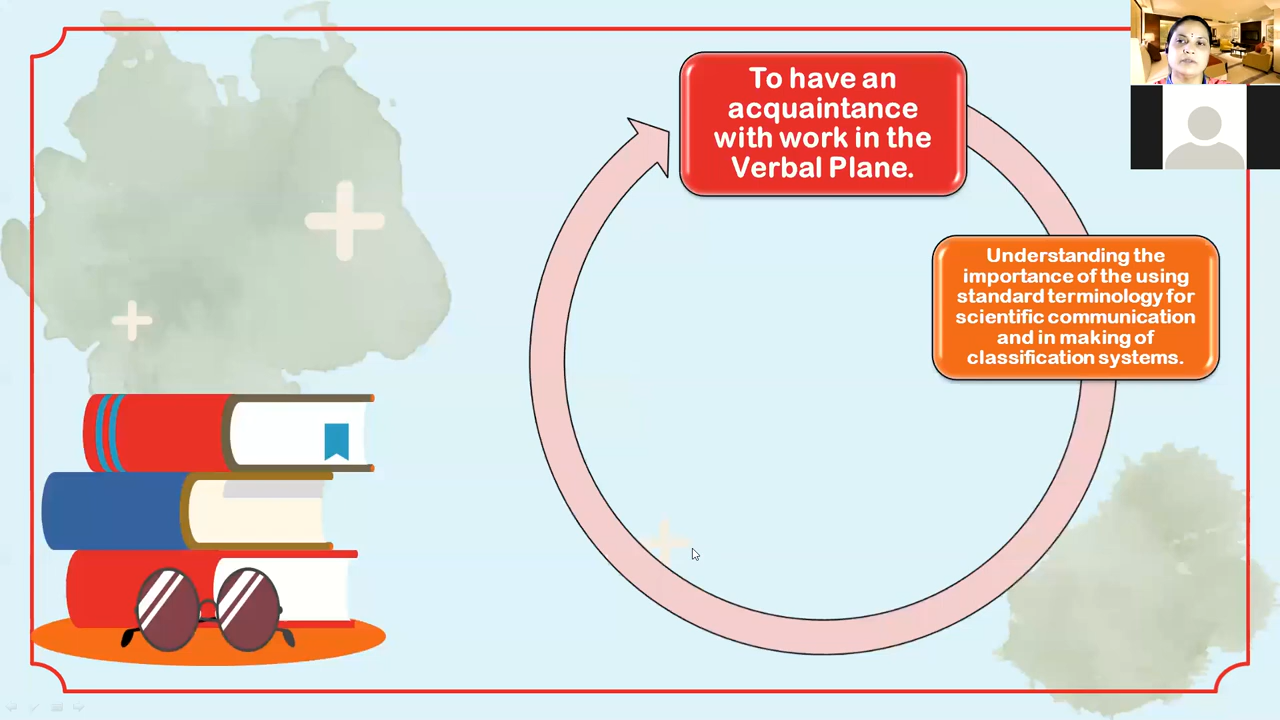 To have an
acquaintance
with work in the
Verbal Plane.
Understanding the
importance of the using
standard terminology for
scientific communication
and in making of
classification systems.